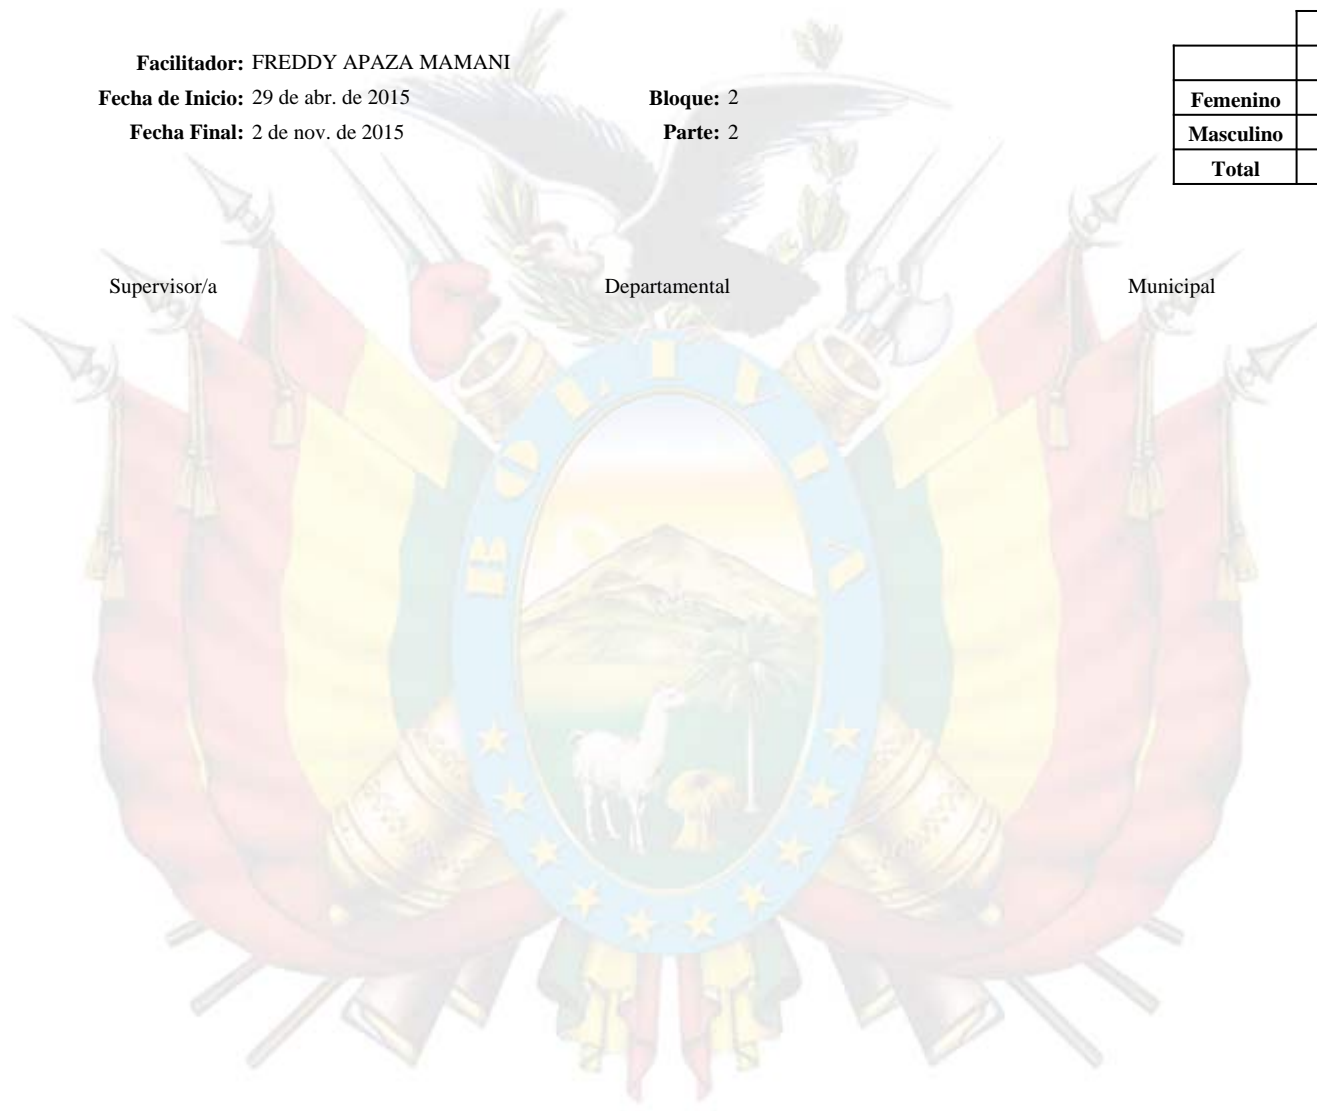 Facilitador: FREDDY APAZA MAMANI
Fecha de Inicio: 29 de abr. de 2015 Bloque: 2
Fecha Final: 2 de nov. de 2015 Parte: 2
Femenino
Masculino
Total
Supervisor/a Departamental Municipal
BOLIVIA